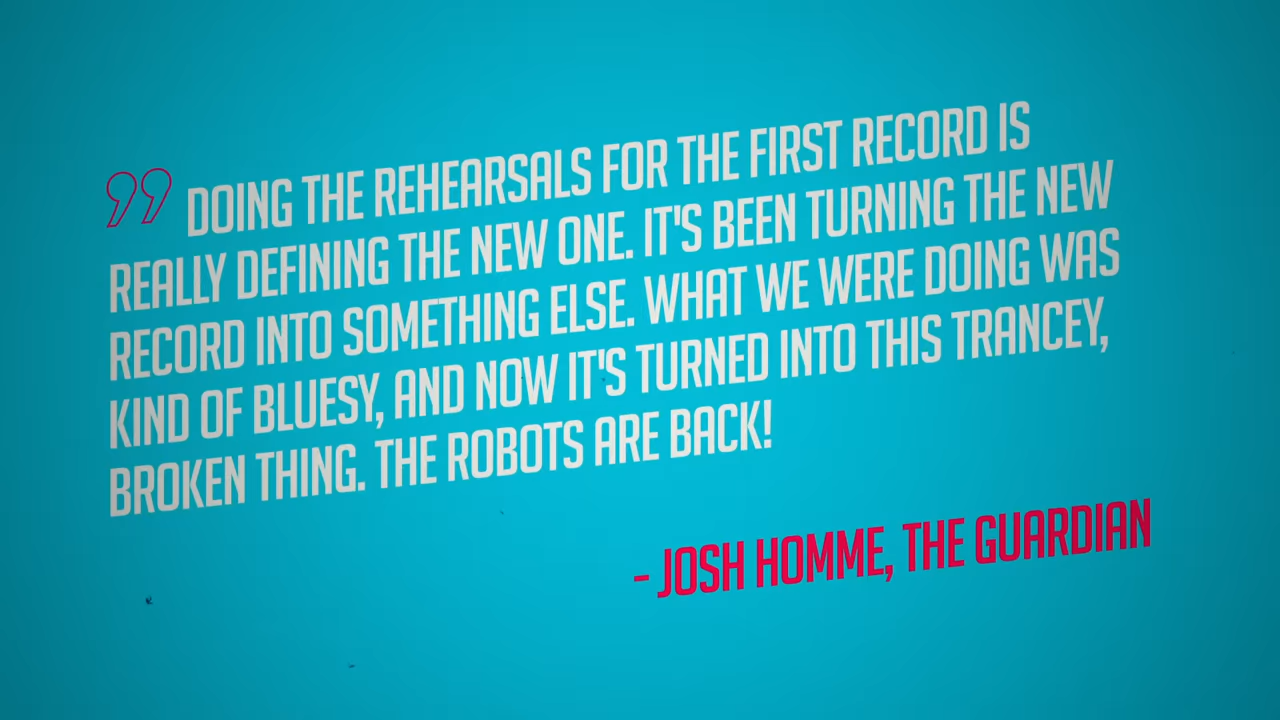 ” DOING THE REHEARSALS FOR THE FIRST RECORD IS
REALLY DEFINING THE NEW ONE. IT'S BEEN TURNING THE NEW
RECORD INTO SOMETHING ELSE. WHAT WE WERE DOING WAS
KIND OF BLUESY, AND NOW IT'S TURNED INTO THIS TRANCEY,
BROKEN THING. THE ROBOTS ARE BACK!
- JOSH HOMME, THE GUARDIAN